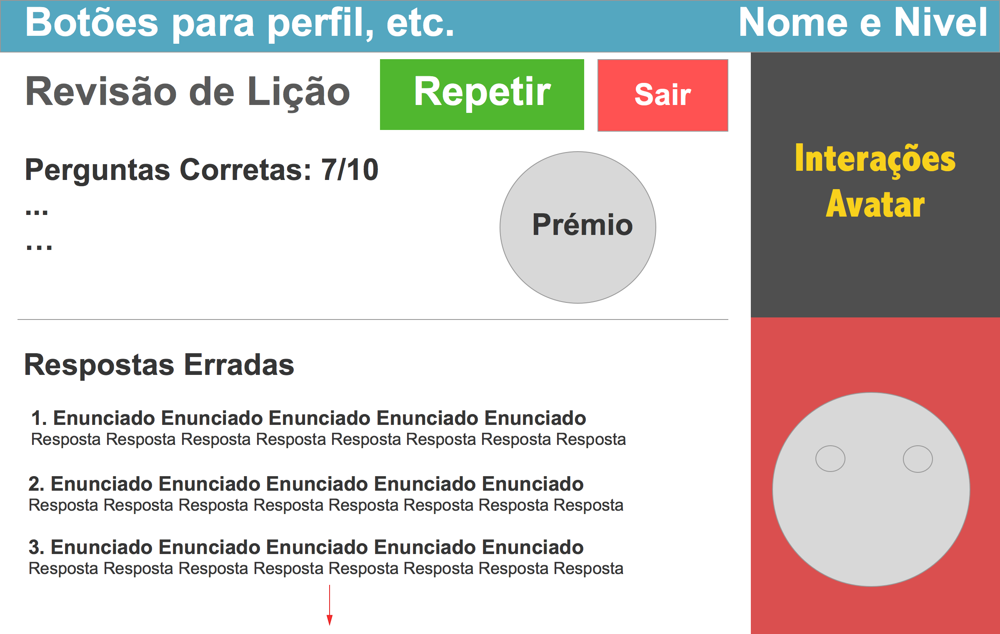 Botões para perfil, etc.
Nome e Nivel
Revisão de Lição
Repetir
Sair
Perguntas Corretas: 7/10
...
...
Prémio
Interações
Avatar
Respostas Erradas
1. Enunciado Enunciado Enunciado Enunciado Enunciado
Resposta Resposta Resposta Resposta Resposta Resposta Resposta Resposta
2. Enunciado Enunciado Enunciado Enunciado Enunciado
Resposta Resposta Resposta Resposta Resposta Resposta Resposta Resposta
3. Enunciado Enunciado Enunciado Enunciado Enunciado
Resposta Resposta Resposta Resposta Resposta Resposta Resposta Resposta